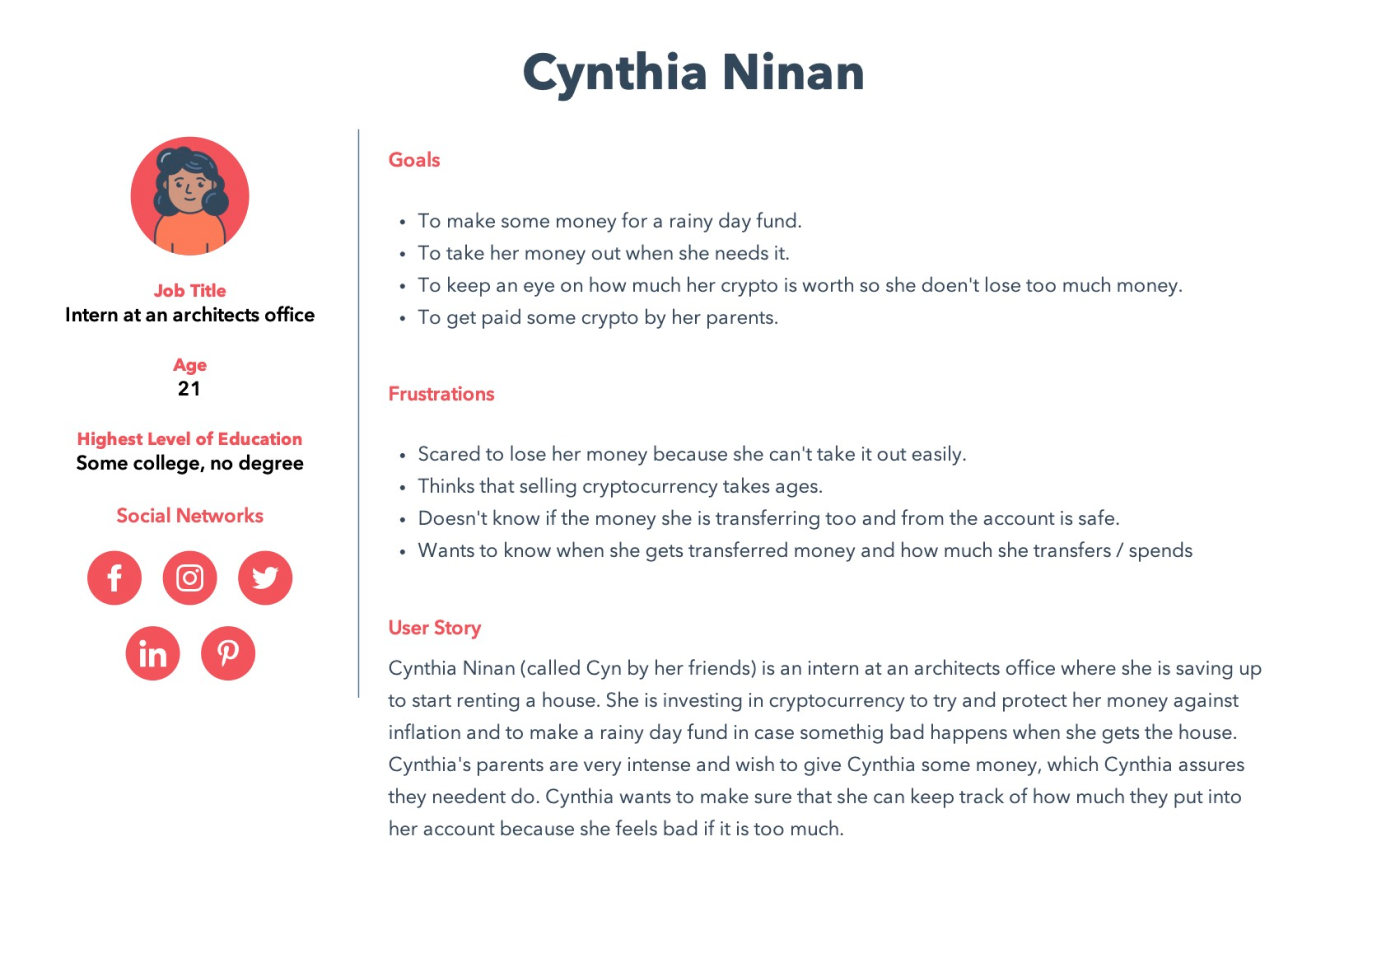 Cynthia Ninan
Job Title
Intern at an architects office
Age
21
Highest Level of Education
Some college, no degree
Social Networks
Goals
• To make some money for a rainy day fund.
• To take her money out when she needs it.
• To keep an eye on how much her crypto is worth so she doen't lose too much money.
• To get paid some crypto by her parents.
Frustrations
• Scared to lose her money because she can't take it out easily.
• Thinks that selling cryptocurrency takes ages.
• Doesn't know if the money she is transferring too and from the account is safe.
• Wants to know when she gets transferred money and how much she transfers / spends
User Story
Cynthia Ninan (called Cyn by her friends) is an intern at an architects office where she is saving up
to start renting a house. She is investing in cryptocurrency to try and protect her money against
inflation and to make a rainy day fund in case somethig bad happens when she gets the house.
Cynthia's parents are very intense and wish to give Cynthia some money, which Cynthia assures
they needent do. Cynthia wants to make sure that she can keep track of how much they put into
her account because she feels bad if it is too much.